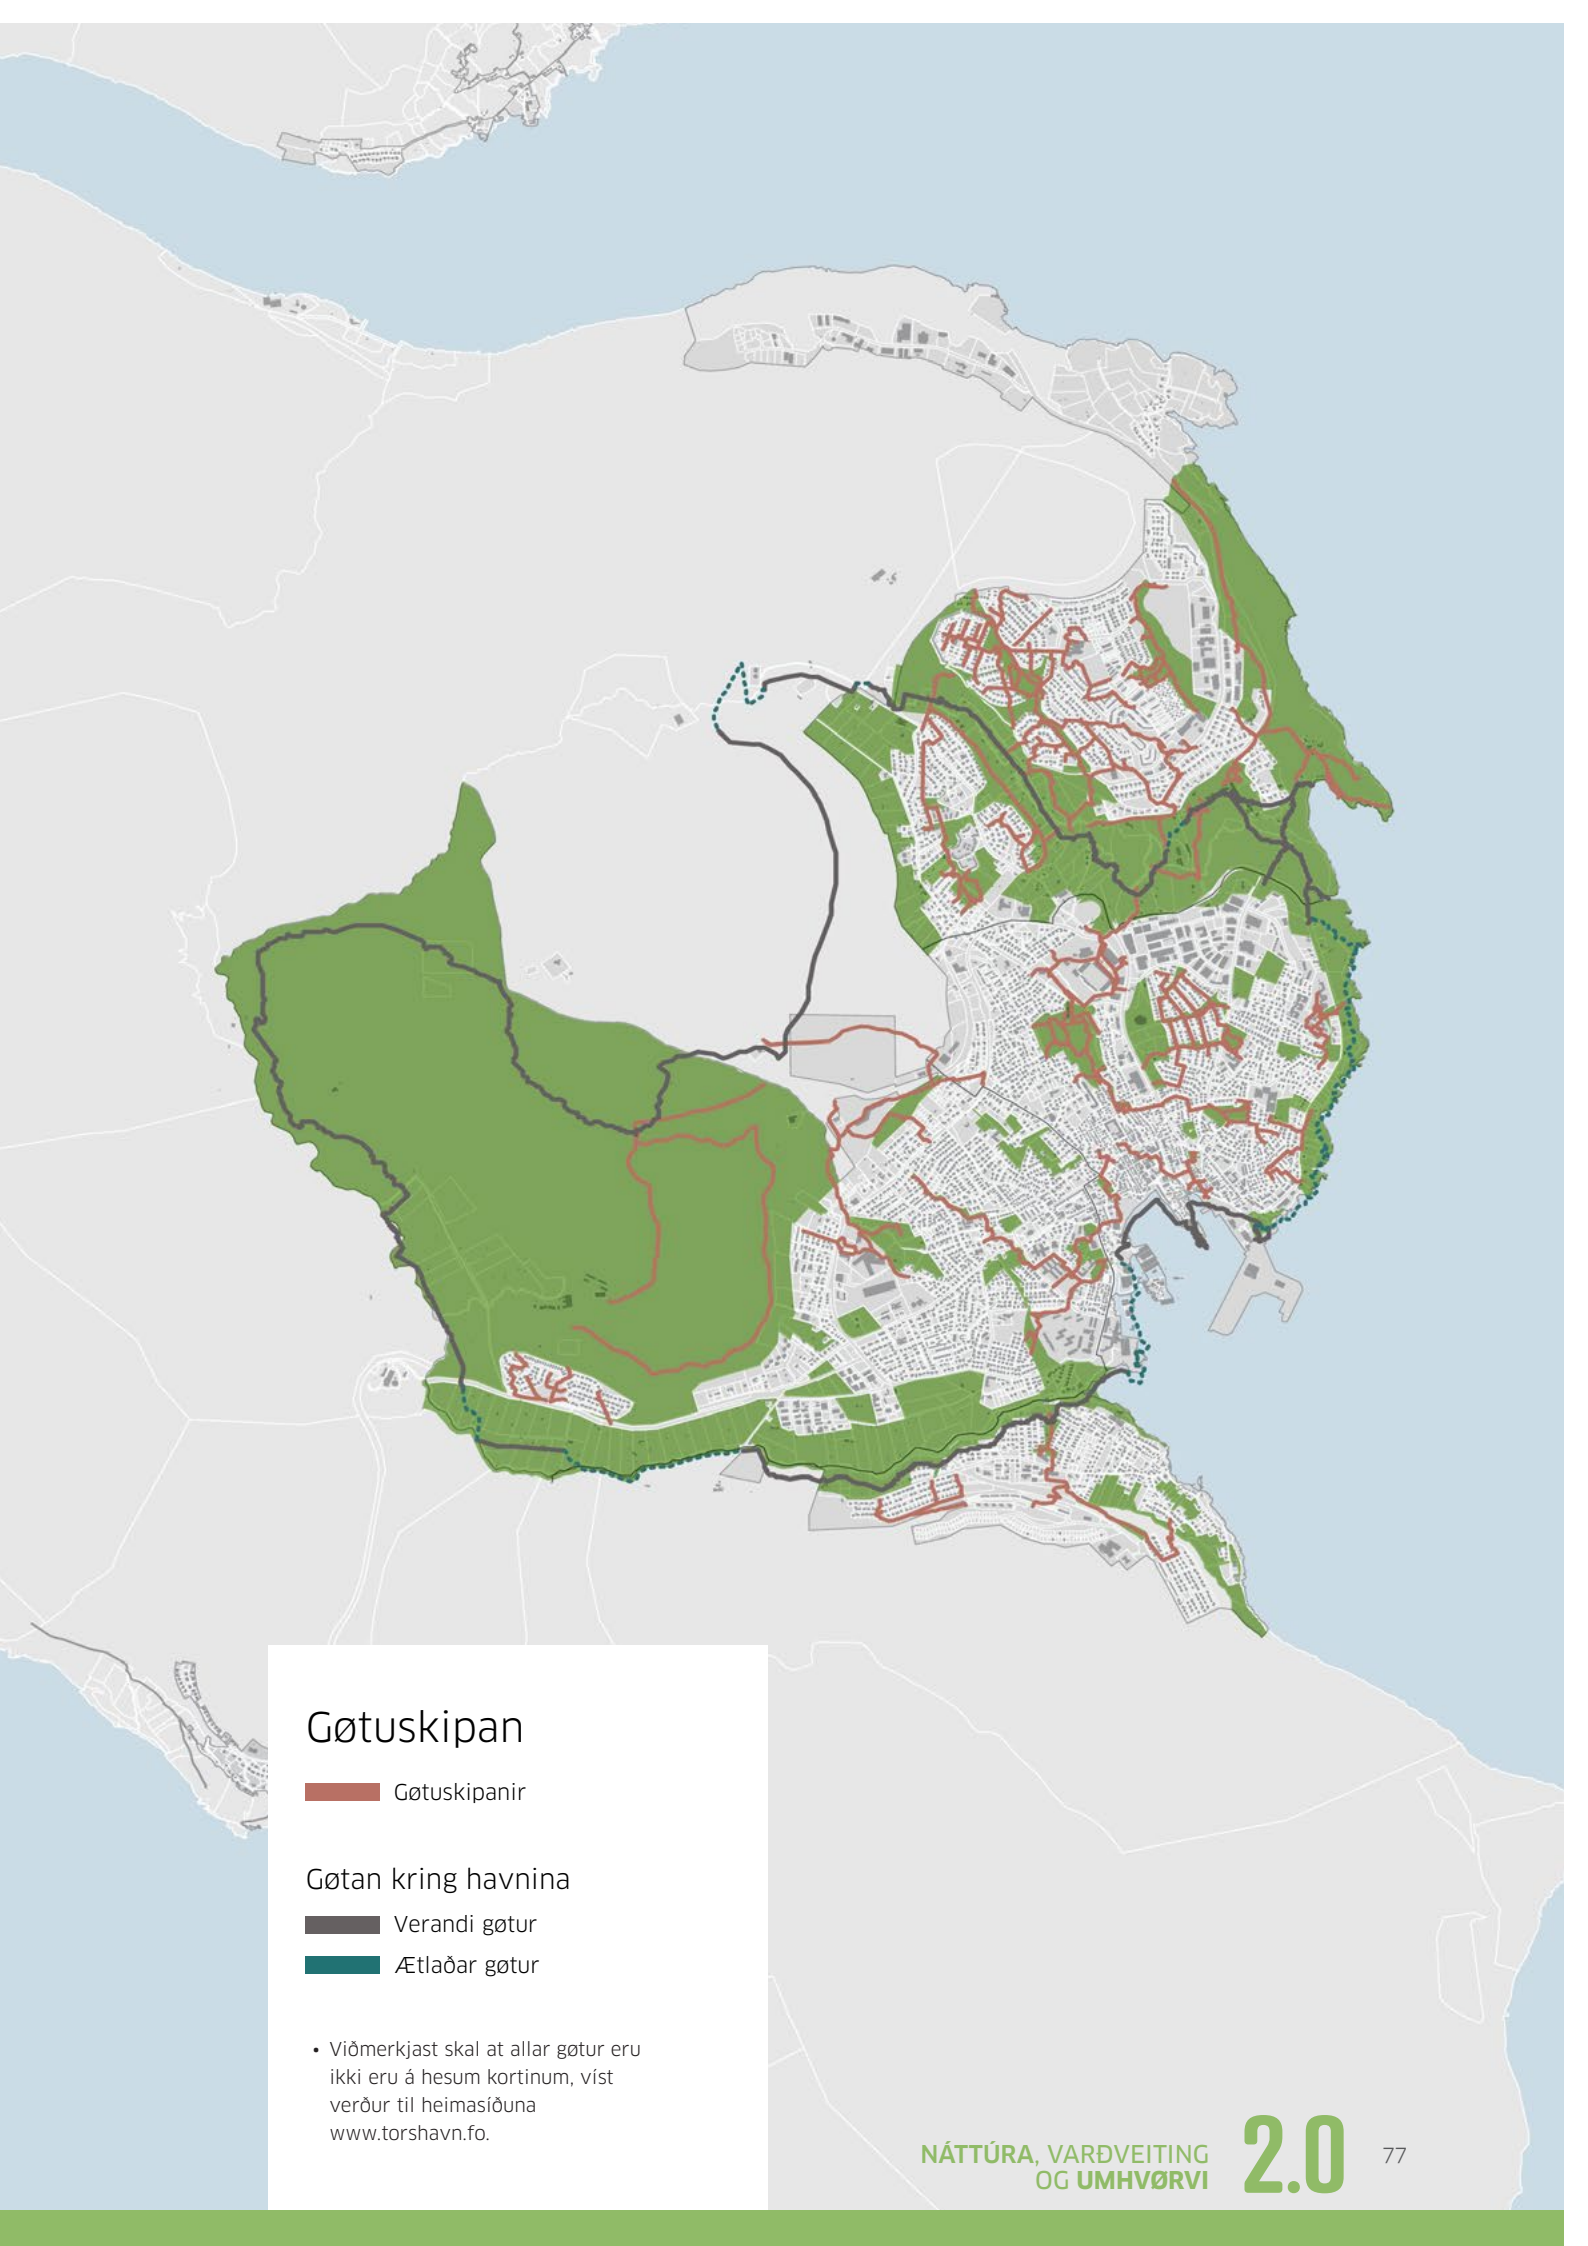 Gøtuskipan
Gøtuskipanir
Gøtan kring havnina
Verandi gøtur
Ætlaðar gøtur
• Viðmerkjast skal at allar gøtur eru
ikki eru á hesum kortinum, víst
verður til heimasíðuna
www.torshavn.fo.
NÁTTÚRA, VARÐVEITING
OG UMHVØRVI
2.0
77